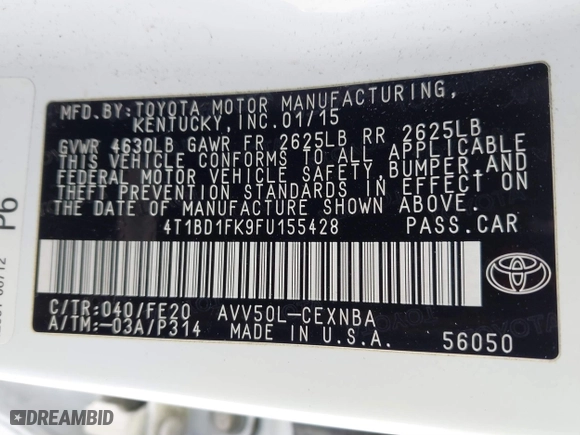 MFD.BY:TOYOTA MOTOR MANUFACTURING,
KENTUCKY,INC.01/15
GVWR 4630LB GAWR FR 2625LB RR 2625LB
THIS VEHICLE CONFORMS TO ALL APPLICABLE
FEDERAL MOTOR VEHICLE SAFETY,BUMPER,AND
THEFT PREVENTION STANDARDS IN EFFECT ON
THE DATE OF MANUFACTURE SHOWN ABOVE.
4T1BD1FK9FU155428 PASS.CAR
C/TR:040/FE20 AVV50L-CEXNBA
A/TM:-03A/P314 MADE IN U.S.A. 56050
P6
DREAMBID